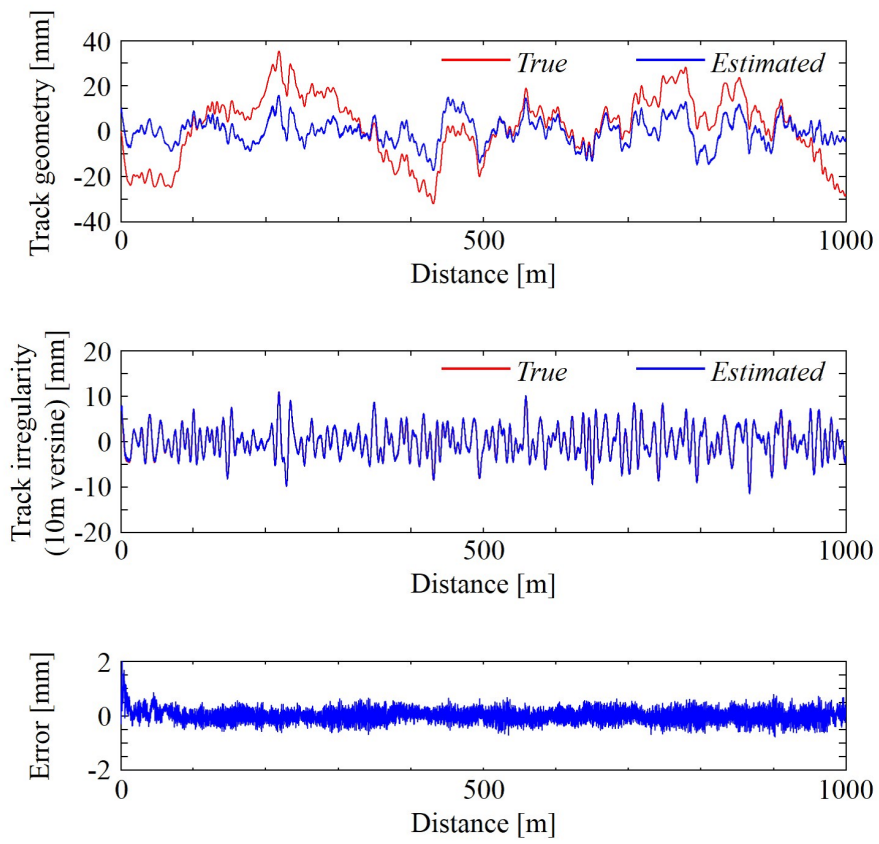 Track geometry [mm]
40
20
0
-20
-40
True
Estimated
0
500
1000
Distance [m]
Track irregularity
(10m versine) [mm]
20
10
0
-10
-20
True
Estimated
0
500
1000
Distance [m]
Error [mm]
2
0
-2
0
500
1000
Distance [m]